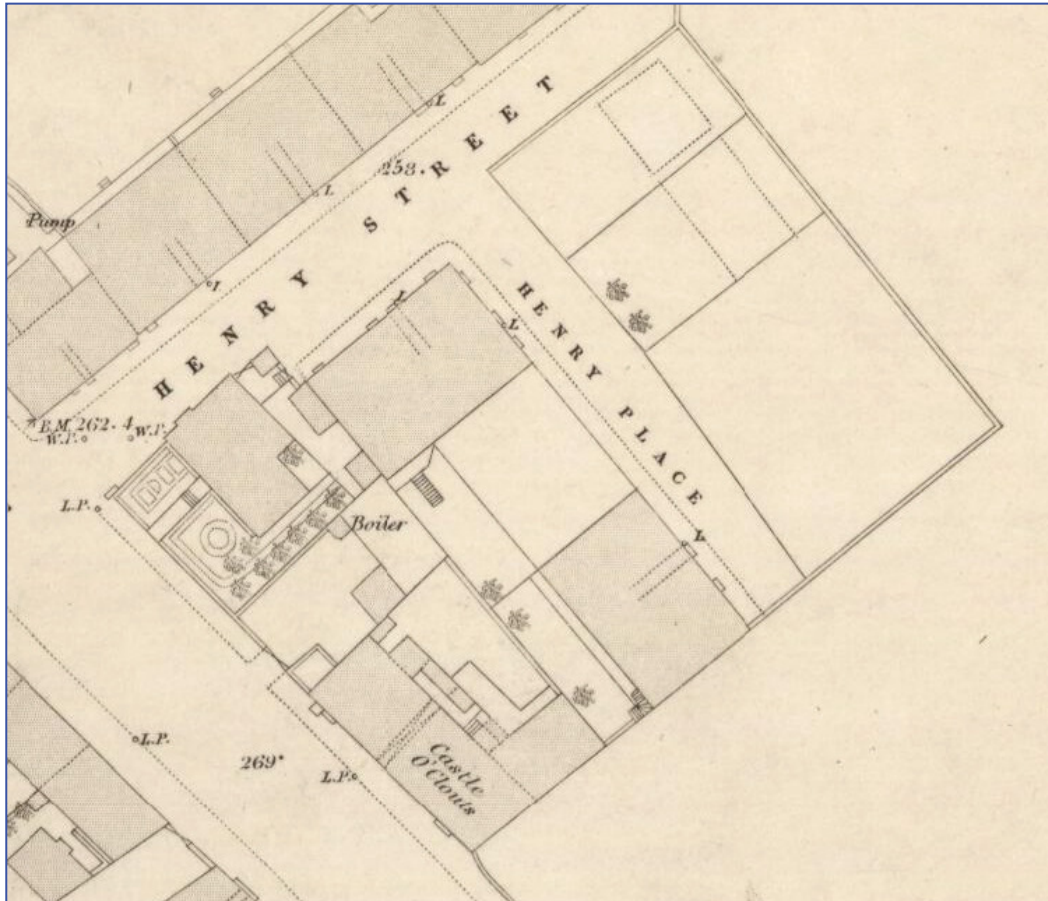 L
258.
HENRY STREET
L
Pump
L
HENRY PLACE
L
L
B.M. 262.4
W.P.
W.P.
L.P.
Boiler
L
L.P.
269
L.P.
Castle
O'Clouts